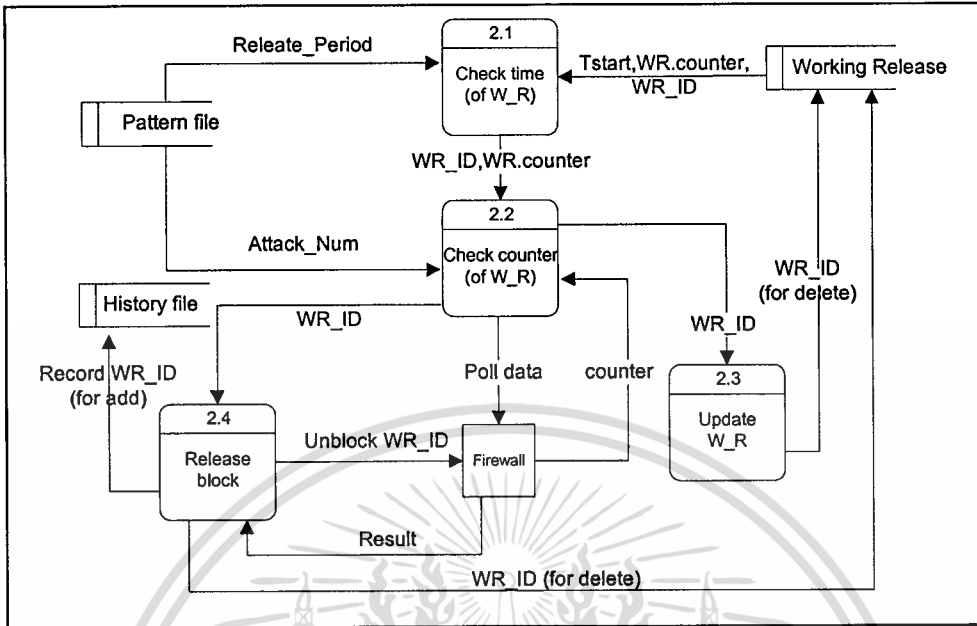 2.1
Releate_Period
Check time
(of W_R)
Tstart,WR.counter,
WR_ID
Working Release
Pattern file
WR_ID,WR.counter
2.2
Attack_Num
Check counter
(of W_R)
WR_ID
(for delete)
History file
WR_ID
WR_ID
Record WR_ID
(for add)
Poll data
counter
2.3
Update
W_R
2.4
Release
block
Unblock WR_ID
Firewall
Result
WR_ID (for delete)